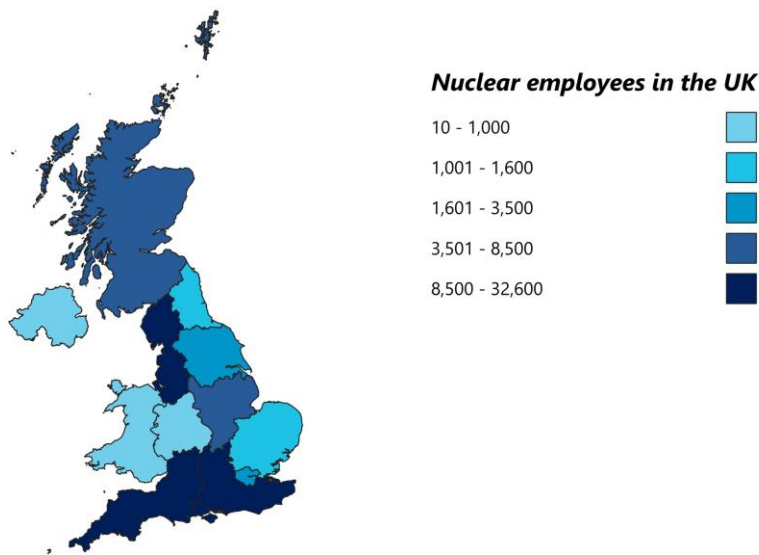 Nuclear employees in the UK
10 - 1,000
1,001 - 1,600
1,601 - 3,500
3,501 - 8,500
8,500 - 32,600